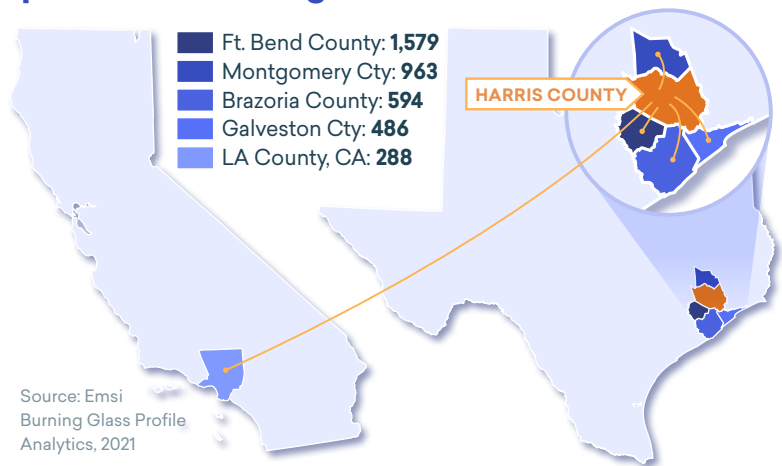 Ft. Bend County: 1,579
Montgomery Cty: 963
Brazoria County: 594
Galveston Cty: 486
LA County, CA: 288
HARRIS COUNTY
Source: Emsi
Burning Glass Profile
Analytics, 2021